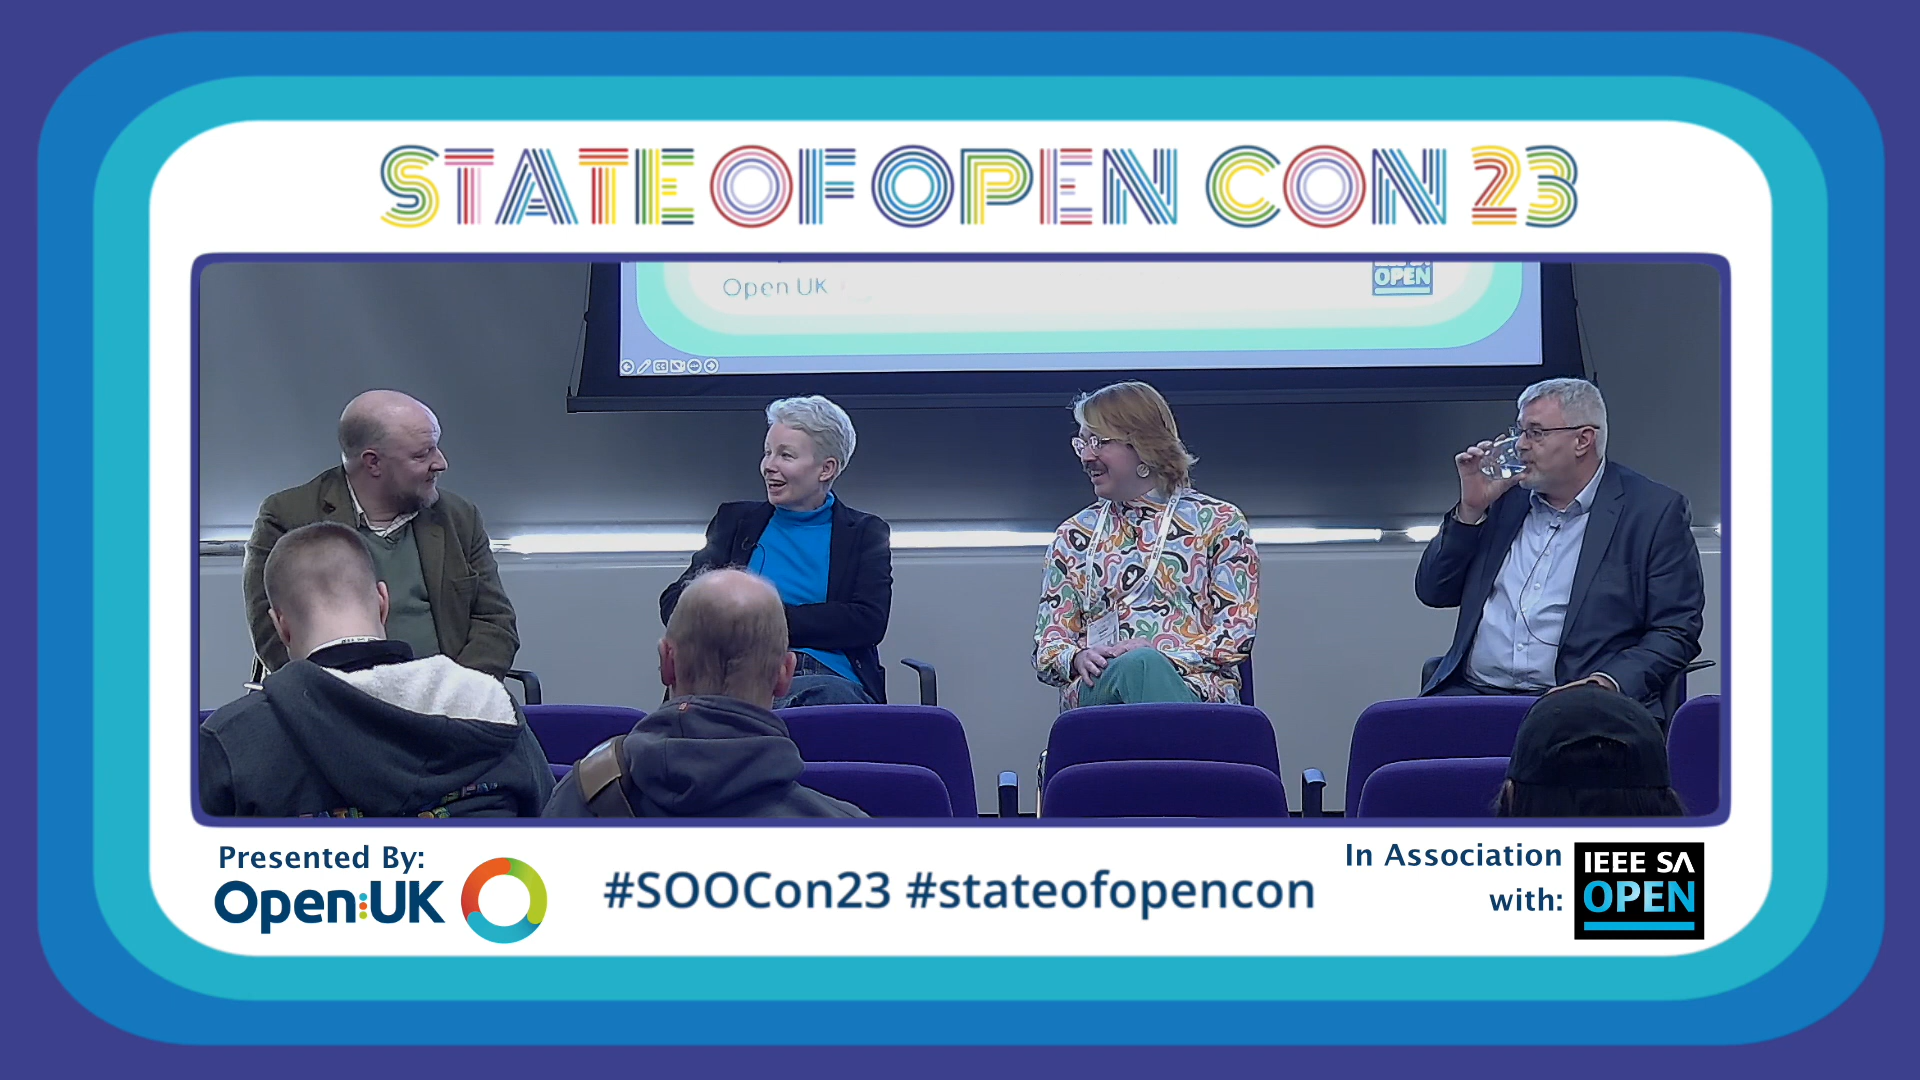 STATE OF OPEN CON 23
Open UK
OPEN
Presented By:
Open:UK
#SOOCon23 #stateofopencon
In Association
with:
IEEE SA
OPEN